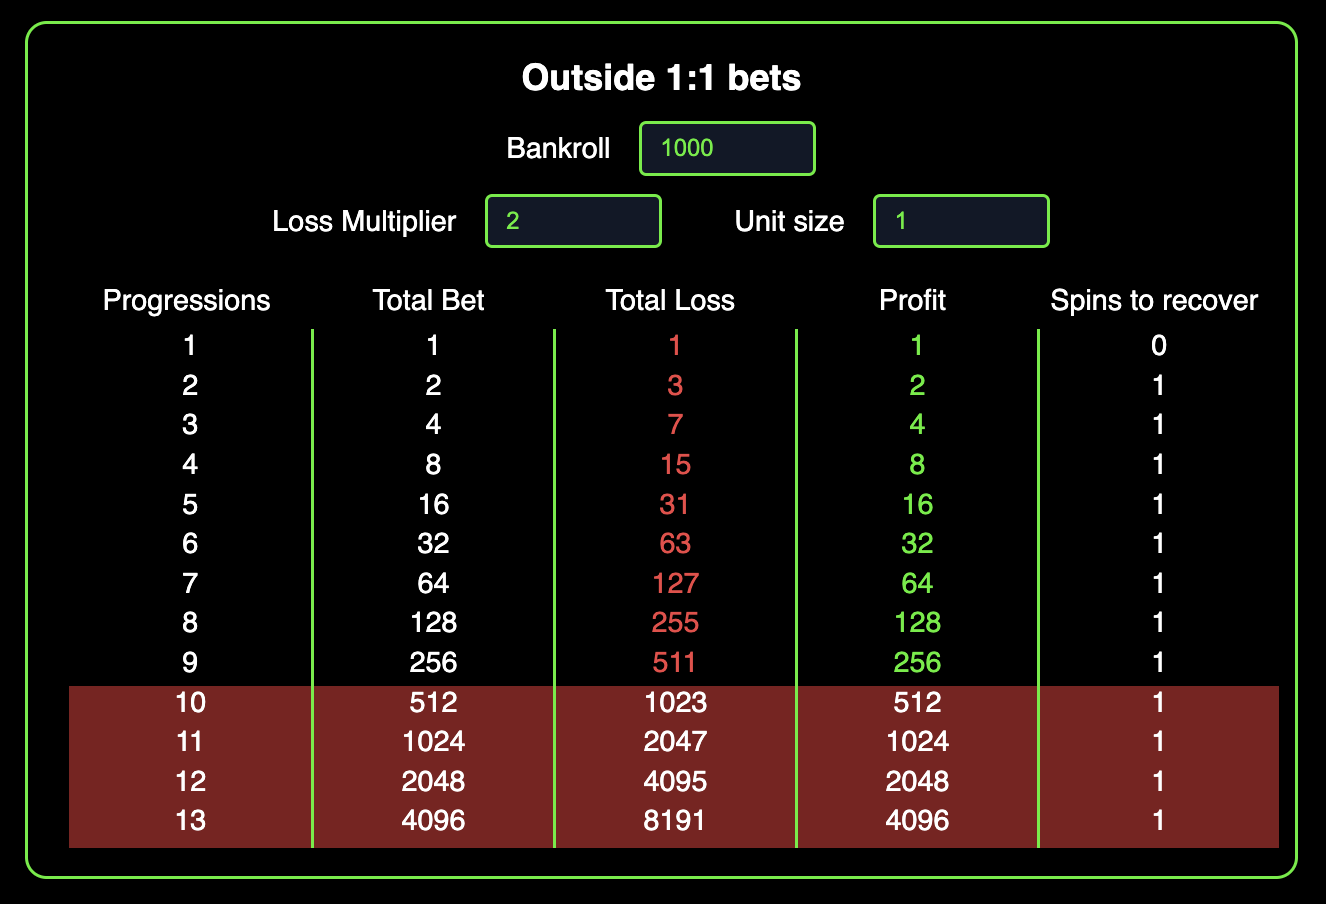 Outside 1:1 bets
Bankroll 1000
Loss Multiplier 2 Unit size 1
Progressions Total Bet Total Loss Profit Spins to recover
1 1 1 1 0
2 2 3 2 1
3 4 7 4 1
4 8 15 8 1
5 16 31 16 1
6 32 63 32 1
7 64 127 64 1
8 128 255 128 1
9 256 511 256 1
10 512 1023 512 1
11 1024 2047 1024 1
12 2048 4095 2048 1
13 4096 8191 4096 1